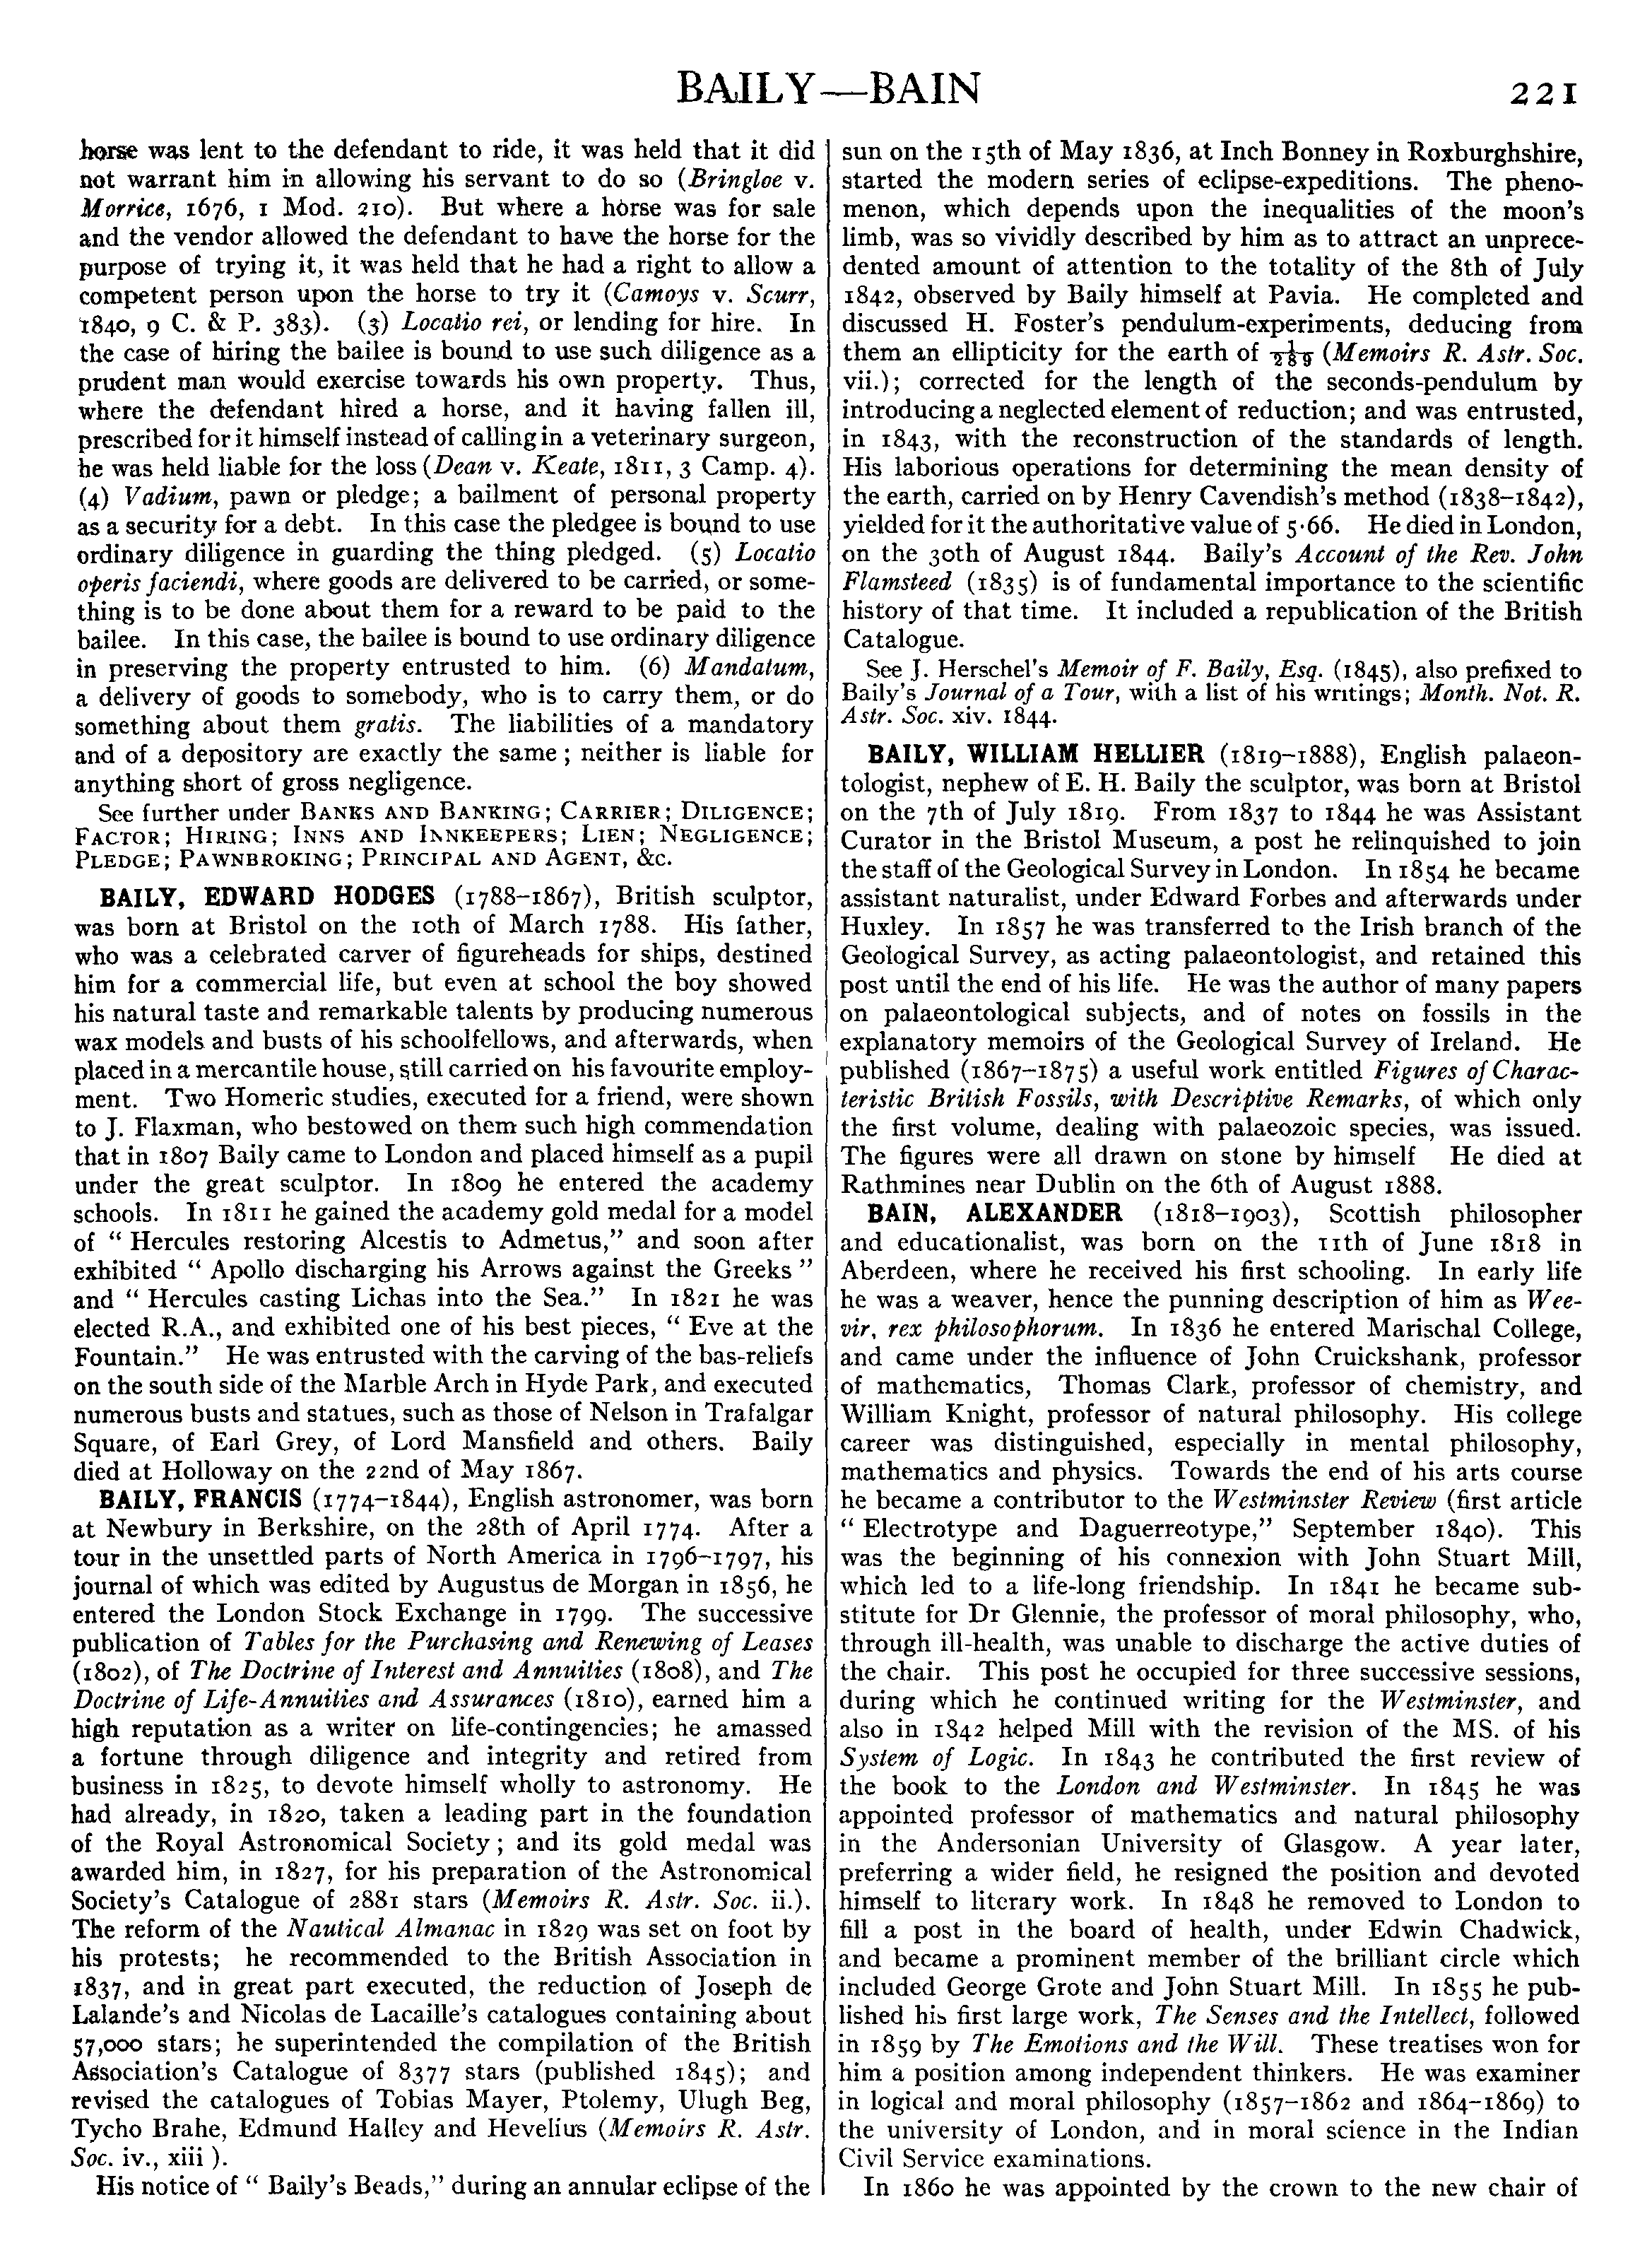 BAILY—BAIN
221
horse was lent to the defendant to ride, it was held that it did
not warrant him in allowing his servant to do so (Bringloe v.
Morrice, 1676, 1 Mod. 210). But where a horse was for sale
and the vendor allowed the defendant to have the horse for the
purpose of trying it, it was held that he had a right to allow a
competent person upon the horse to try it (Camoys v. Scurr,
1840, 9 C. & P. 383). (3) Locatio rei, or lending for hire. In
the case of hiring the bailee is bound to use such diligence as a
prudent man would exercise towards his own property. Thus,
where the defendant hired a horse, and it having fallen ill,
prescribed for it himself instead of calling in a veterinary surgeon,
he was held liable for the loss (Dean v. Keate, 1811, 3 Camp. 4).
(4) Vadium, pawn or pledge; a bailment of personal property
as a security for a debt. In this case the pledgee is bound to use
ordinary diligence in guarding the thing pledged. (5) Locatio
operis faciendi, where goods are delivered to be carried, or some-
thing is to be done about them for a reward to be paid to the
bailee. In this case, the bailee is bound to use ordinary diligence
in preserving the property entrusted to him. (6) Mandatum,
a delivery of goods to somebody, who is to carry them, or do
something about them gratis. The liabilities of a mandatory
and of a depository are exactly the same; neither is liable for
anything short of gross negligence.
See further under BANKS AND BANKING; CARRIER; DILIGENCE;
FACTOR; HIRING; INNS AND INNKEEPERS; LIEN; NEGLIGENCE;
PLEDGE; PAWNBROKING; PRINCIPAL AND AGENT, &c.
BAILY, EDWARD HODGES (1788–1867), British sculptor,
was born at Bristol on the 10th of March 1788. His father,
who was a celebrated carver of figureheads for ships, destined
him for a commercial life, but even at school the boy showed
his natural taste and remarkable talents by producing numerous
wax models and busts of his schoolfellows, and afterwards, when
placed in a mercantile house, still carried on his favourite employ-
ment. Two Homeric studies, executed for a friend, were shown
to J. Flaxman, who bestowed on them such high commendation
that in 1807 Baily came to London and placed himself as a pupil
under the great sculptor. In 1809 he entered the academy
schools. In 1811 he gained the academy gold medal for a model
of “ Hercules restoring Alcestis to Admetus,” and soon after
exhibited “ Apollo discharging his Arrows against the Greeks ”
and “ Hercules casting Lichas into the Sea.” In 1821 he was
elected R.A., and exhibited one of his best pieces, “ Eve at the
Fountain.” He was entrusted with the carving of the bas-reliefs
on the south side of the Marble Arch in Hyde Park, and executed
numerous busts and statues, such as those of Nelson in Trafalgar
Square, of Earl Grey, of Lord Mansfield and others. Baily
died at Holloway on the 22nd of May 1867.
BAILY, FRANCIS (1774–1844), English astronomer, was born
at Newbury in Berkshire, on the 28th of April 1774. After a
tour in the unsettled parts of North America in 1796–1797, his
journal of which was edited by Augustus de Morgan in 1856, he
entered the London Stock Exchange in 1799. The successive
publication of Tables for the Purchasing and Renewing of Leases
(1802), of The Doctrine of Interest and Annuities (1808), and The
Doctrine of Life-Annuities and Assurances (1810), earned him a
high reputation as a writer on life-contingencies; he amassed
a fortune through diligence and integrity and retired from
business in 1825, to devote himself wholly to astronomy. He
had already, in 1820, taken a leading part in the foundation
of the Royal Astronomical Society; and its gold medal was
awarded him, in 1827, for his preparation of the Astronomical
Society’s Catalogue of 2881 stars (Memoirs R. Astr. Soc. ii.).
The reform of the Nautical Almanac in 1829 was set on foot by
his protests; he recommended to the British Association in
1837, and in great part executed, the reduction of Joseph de
Lalande’s and Nicolas de Lacaille’s catalogues containing about
57,000 stars; he superintended the compilation of the British
Association’s Catalogue of 8377 stars (published 1845); and
revised the catalogues of Tobias Mayer, Ptolemy, Ulugh Beg,
Tycho Brahe, Edmund Halley and Hevelius (Memoirs R. Astr.
Soc. iv., xiii ).
His notice of “ Baily’s Beads,” during an annular eclipse of the
sun on the 15th of May 1836, at Inch Bonney in Roxburghshire,
started the modern series of eclipse-expeditions. The pheno-
menon, which depends upon the inequalities of the moon’s
limb, was so vividly described by him as to attract an unprece-
dented amount of attention to the totality of the 8th of July
1842, observed by Baily himself at Pavia. He completed and
discussed H. Foster’s pendulum-experiments, deducing from
them an ellipticity for the earth of 1/289 (Memoirs R. Astr. Soc.
vii.); corrected for the length of the seconds-pendulum by
introducing a neglected element of reduction; and was entrusted,
in 1843, with the reconstruction of the standards of length.
His laborious operations for determining the mean density of
the earth, carried on by Henry Cavendish’s method (1838–1842),
yielded for it the authoritative value of 5·66. He died in London,
on the 30th of August 1844. Baily’s Account of the Rev. John
Flamsteed (1835) is of fundamental importance to the scientific
history of that time. It included a republication of the British
Catalogue.
See J. Herschel’s Memoir of F. Baily, Esq. (1845), also prefixed to
Baily’s Journal of a Tour, with a list of his writings; Month. Not. R.
Astr. Soc. xiv. 1844.
BAILY, WILLIAM HELLIER (1819–1888), English palaeon-
tologist, nephew of E. H. Baily the sculptor, was born at Bristol
on the 7th of July 1819. From 1837 to 1844 he was Assistant
Curator in the Bristol Museum, a post he relinquished to join
the staff of the Geological Survey in London. In 1854 he became
assistant naturalist, under Edward Forbes and afterwards under
Huxley. In 1857 he was transferred to the Irish branch of the
Geological Survey, as acting palaeontologist, and retained this
post until the end of his life. He was the author of many papers
on palaeontological subjects, and of notes on fossils in the
explanatory memoirs of the Geological Survey of Ireland. He
published (1867–1875) a useful work entitled Figures of Charac-
teristic British Fossils, with Descriptive Remarks, of which only
the first volume, dealing with palaeozoic species, was issued.
The figures were all drawn on stone by himself He died at
Rathmines near Dublin on the 6th of August 1888.
BAIN, ALEXANDER (1818–1903), Scottish philosopher
and educationalist, was born on the 11th of June 1818 in
Aberdeen, where he received his first schooling. In early life
he was a weaver, hence the punning description of him as Wee-
vir, rex philosophorum. In 1836 he entered Marischal College,
and came under the influence of John Cruickshank, professor
of mathematics, Thomas Clark, professor of chemistry, and
William Knight, professor of natural philosophy. His college
career was distinguished, especially in mental philosophy,
mathematics and physics. Towards the end of his arts course
he became a contributor to the Westminster Review (first article
“ Electrotype and Daguerreotype,” September 1840). This
was the beginning of his connexion with John Stuart Mill,
which led to a life-long friendship. In 1841 he became sub-
stitute for Dr Glennie, the professor of moral philosophy, who,
through ill-health, was unable to discharge the active duties of
the chair. This post he occupied for three successive sessions,
during which he continued writing for the Westminster, and
also in 1842 helped Mill with the revision of the MS. of his
System of Logic. In 1843 he contributed the first review of
the book to the London and Westminster. In 1845 he was
appointed professor of mathematics and natural philosophy
in the Andersonian University of Glasgow. A year later,
preferring a wider field, he resigned the position and devoted
himself to literary work. In 1848 he removed to London to
fill a post in the board of health, under Edwin Chadwick,
and became a prominent member of the brilliant circle which
included George Grote and John Stuart Mill. In 1855 he pub-
lished his first large work, The Senses and the Intellect, followed
in 1859 by The Emotions and the Will. These treatises won for
him a position among independent thinkers. He was examiner
in logical and moral philosophy (1857–1862 and 1864–1869) to
the university of London, and in moral science in the Indian
Civil Service examinations.
In 1860 he was appointed by the crown to the new chair of